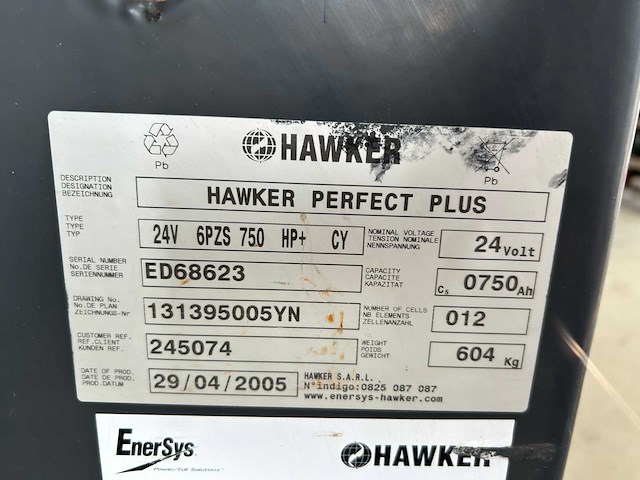 HAWKER
Pb
Pb
DESCRIPTION
DESIGNATION
BEZEICHNUNG
HAWKER PERFECT PLUS
TYPE
TYPE
TYP
24V 6PZS 750 HP+ CY
NOMINAL VOLTAGE
TENSION NOMINALE
NENNSPANNUNG
24Volt
SERIAL NUMBER
No.DE SERIE
SERIENNUMMER
ED68623
CAPACITY
CAPACITE
KAPAZITAT
C5 0750Ah
DRAWING No.
No.DE PLAN
ZEICHNUNGS-Nr
131395005YN
NUMBER OF CELLS
NB ELEMENTS
ZELLENANZAHL
012
CUSTOMER REF.
REF.CLIENT
KUNDEN REF.
245074
WEIGHT
POIDS
GEWICHT
604 Kg
DATE OF PROD.
DATE DE PROD.
PROD.DATUM
29/04/2005
HAWKER S.A.R.L.
N°indigo:0825 087 087
www.enersys-hawker.com
EnerSys
Power/Full Solutions
HAWKER